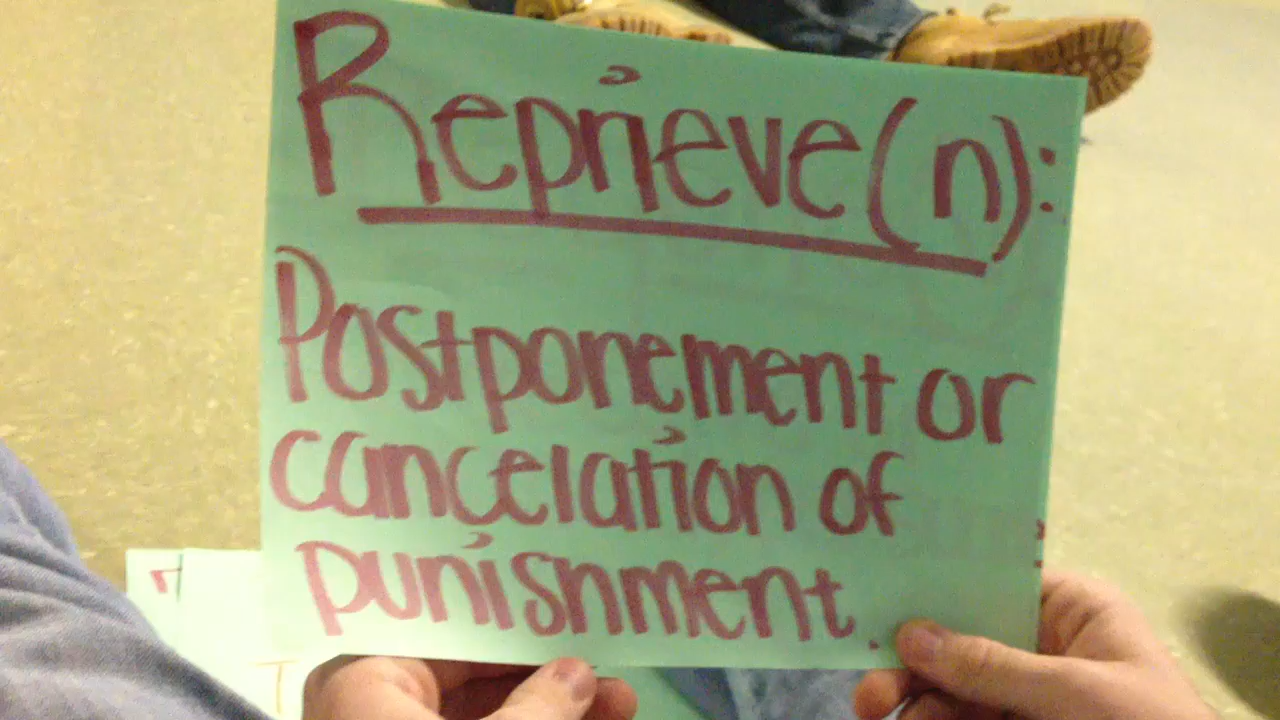 Reprieve(n):
Postponement or
cancelation of
punishment.